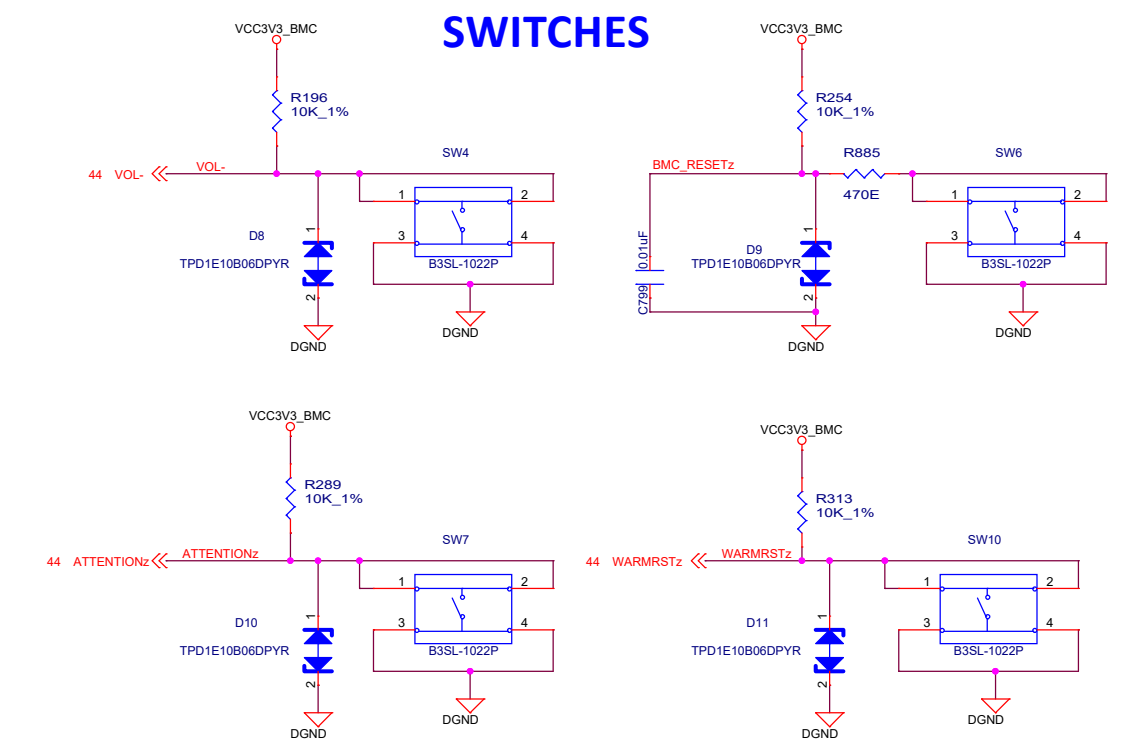 SWITCHES
VCC3V3_BMC
R196
10K_1%
SW4
44 VOL-
VOL-
1
2
3
4
B3SL-1022P
D8
TPD1E10B06DPYR
1
2
DGND
DGND
VCC3V3_BMC
R254
10K_1%
R885
470E
SW6
BMC_RESETz
1
2
3
4
B3SL-1022P
0.01uF
C799
D9
TPD1E10B06DPYR
1
2
DGND
DGND
VCC3V3_BMC
R289
10K_1%
SW7
44 ATTENTIONz
ATTENTIONz
1
2
3
4
B3SL-1022P
D10
TPD1E10B06DPYR
1
2
DGND
DGND
VCC3V3_BMC
R313
10K_1%
SW10
44 WARMRSTz
WARMRSTz
1
2
3
4
B3SL-1022P
D11
TPD1E10B06DPYR
1
2
DGND
DGND